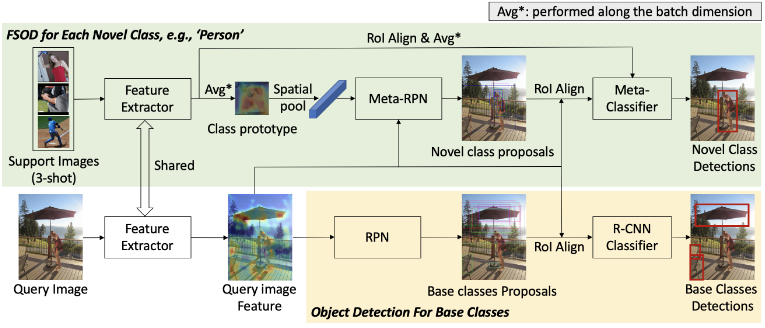 Avg*: performed along the batch dimension
FSOD for Each Novel Class, e.g., ‘Person’
RoI Align & Avg*
Feature
Extractor
Avg*
Spatial
pool
Class prototype
Meta-RPN
RoI Align
Meta-
Classifier
Support Images
(3-shot)
Shared
Novel class proposals
Novel Class
Detections
Feature
Extractor
RPN
RoI Align
R-CNN
Classifier
Query Image
Query image
Feature
Base classes Proposals
Base Classes
Detections
Object Detection For Base Classes